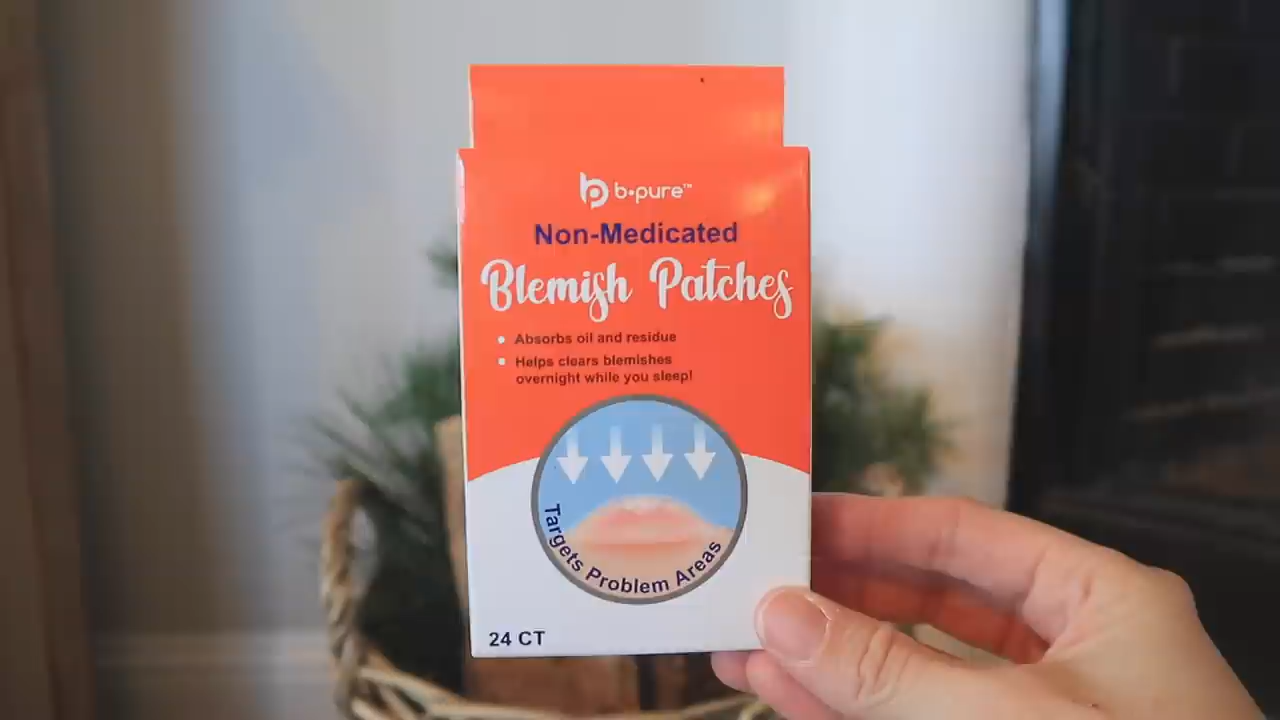 b•pure™
Non-Medicated
Blemish Patches
• Absorbs oil and residue
• Helps clears blemishes
overnight while you sleep!
Targets Problem Areas
24 CT